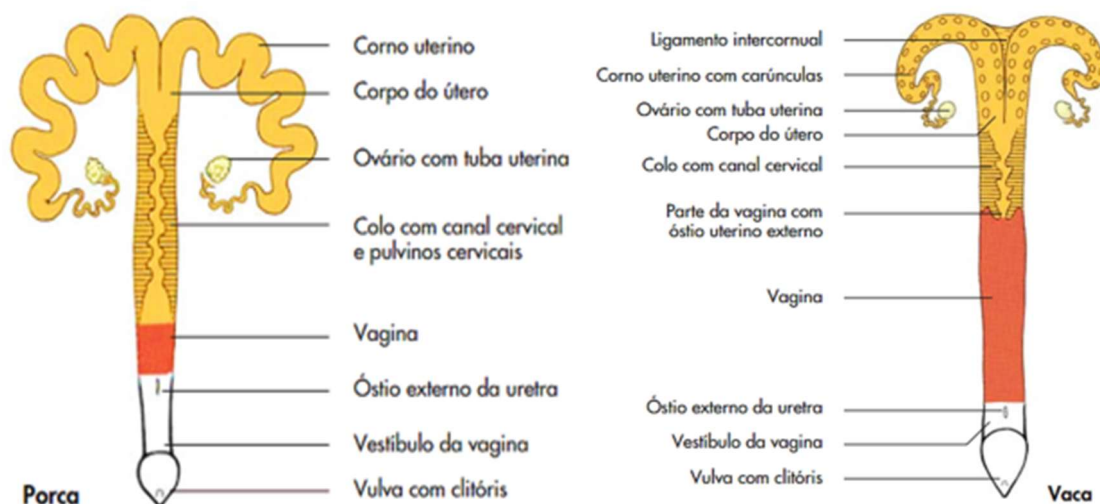 Corno uterino
Corpo do útero
Ovário com tuba uterina
Colo com canal cervical
e pulvinos cervicais
Vagina
Óstio externo da uretra
Vestíbulo da vagina
Vulva com clitóris
Porca
Ligamento intercornual
Corno uterino com carúnculas
Ovário com tuba uterina
Corpo do útero
Colo com canal cervical
Parte da vagina com
óstio uterino externo
Vagina
Óstio externo da uretra
Vestíbulo da vagina
Vulva com clitóris
Vaca